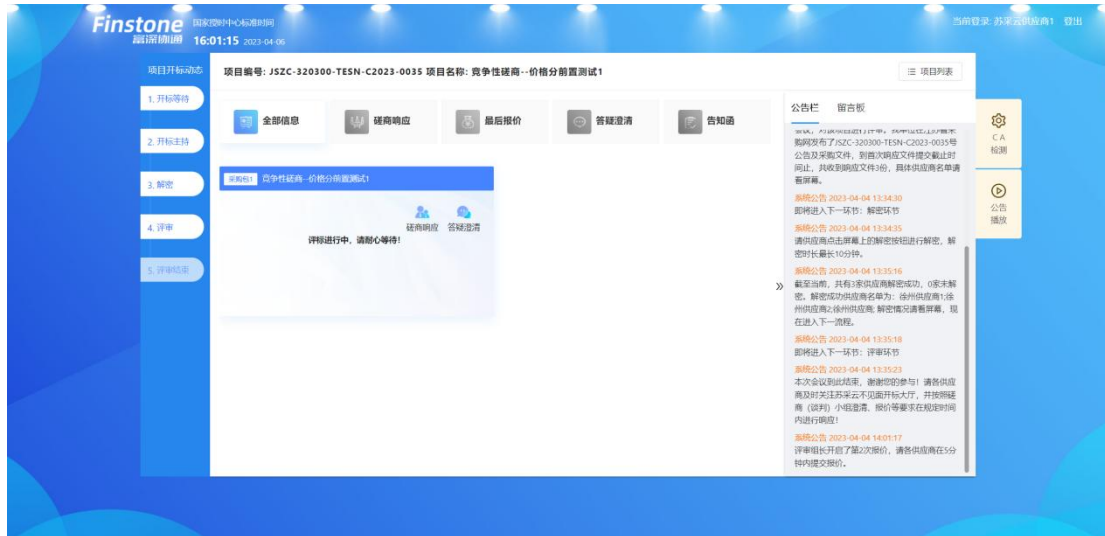 Finstone
富深协通
国家授时中心标准时间
16:01:15 2023-04-06
当前登录: 苏采云供应商1 登出
项目开标动态
1. 开标等待
2. 开标主持
3. 解密
4. 评审
5. 评审结束
项目编号: JSZC-320300-TESN-C2023-0035 项目名称: 竞争性磋商--价格分前置测试1
项目列表
全部信息
磋商响应
最后报价
答疑澄清
告知函
采购包1 竞争性磋商--价格分前置测试1
磋商响应 答疑澄清
评标进行中，请耐心等待！
公告栏 留言板
购网发布了JSZC-320300-TESN-C2023-0035号
公告及采购文件，到首次响应文件提交截止时
间止，共收到响应文件3份，具体供应商名单请
看屏幕。
系统公告 2023-04-04 13:34:30
即将进入下一环节：解密环节
系统公告 2023-04-04 13:34:35
请供应商点击屏幕上的解密按钮进行解密，解
密时长最长10分钟。
系统公告 2023-04-04 13:35:16
截至当前，共有3家供应商解密成功，0家未解
密。解密成功供应商名单为：徐州供应商1;徐
州供应商2;徐州供应商; 解密情况请看屏幕，现
在进入下一流程。
系统公告 2023-04-04 13:35:18
即将进入下一环节：评审环节
系统公告 2023-04-04 13:35:23
本次会议到此结束，谢谢您的参与！请各供应
商及时关注苏采云不见面开标大厅，并按照磋
商（谈判）小组澄清、报价等要求在规定时间
内进行响应！
系统公告 2023-04-04 14:01:17
评审组长开启了第2次报价，请各供应商在5分
钟内提交报价。
CA
检测
公告
播放